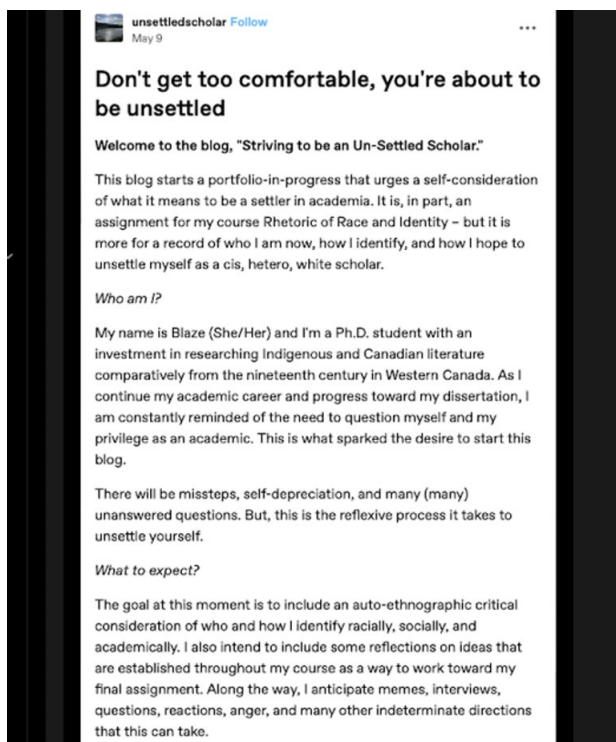 unsettledscholar Follow
May 9
Don't get too comfortable, you're about to
be unsettled
Welcome to the blog, "Striving to be an Un-Settled Scholar."
This blog starts a portfolio-in-progress that urges a self-consideration
of what it means to be a settler in academia. It is, in part, an
assignment for my course Rhetoric of Race and Identity – but it is
more for a record of who I am now, how I identify, and how I hope to
unsettle myself as a cis, hetero, white scholar.
Who am I?
My name is Blaze (She/Her) and I'm a Ph.D. student with an
investment in researching Indigenous and Canadian literature
comparatively from the nineteenth century in Western Canada. As I
continue my academic career and progress toward my dissertation, I
am constantly reminded of the need to question myself and my
privilege as an academic. This is what sparked the desire to start this
blog.
There will be missteps, self-depreciation, and many (many)
unanswered questions. But, this is the reflexive process it takes to
unsettle yourself.
What to expect?
The goal at this moment is to include an auto-ethnographic critical
consideration of who and how I identify racially, socially, and
academically. I also intend to include some reflections on ideas that
are established throughout my course as a way to work toward my
final assignment. Along the way, I anticipate memes, interviews,
questions, reactions, anger, and many other indeterminate directions
that this can take.